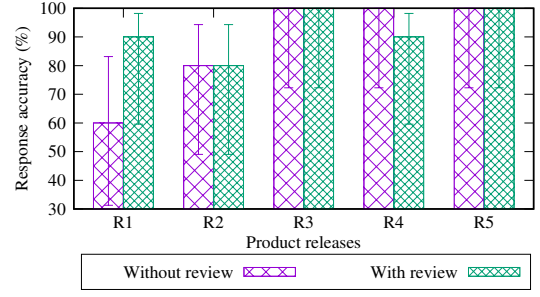 Response accuracy (%)
100
90
80
70
60
50
40
30
R1 R2 R3 R4 R5
Product releases
Without review With review